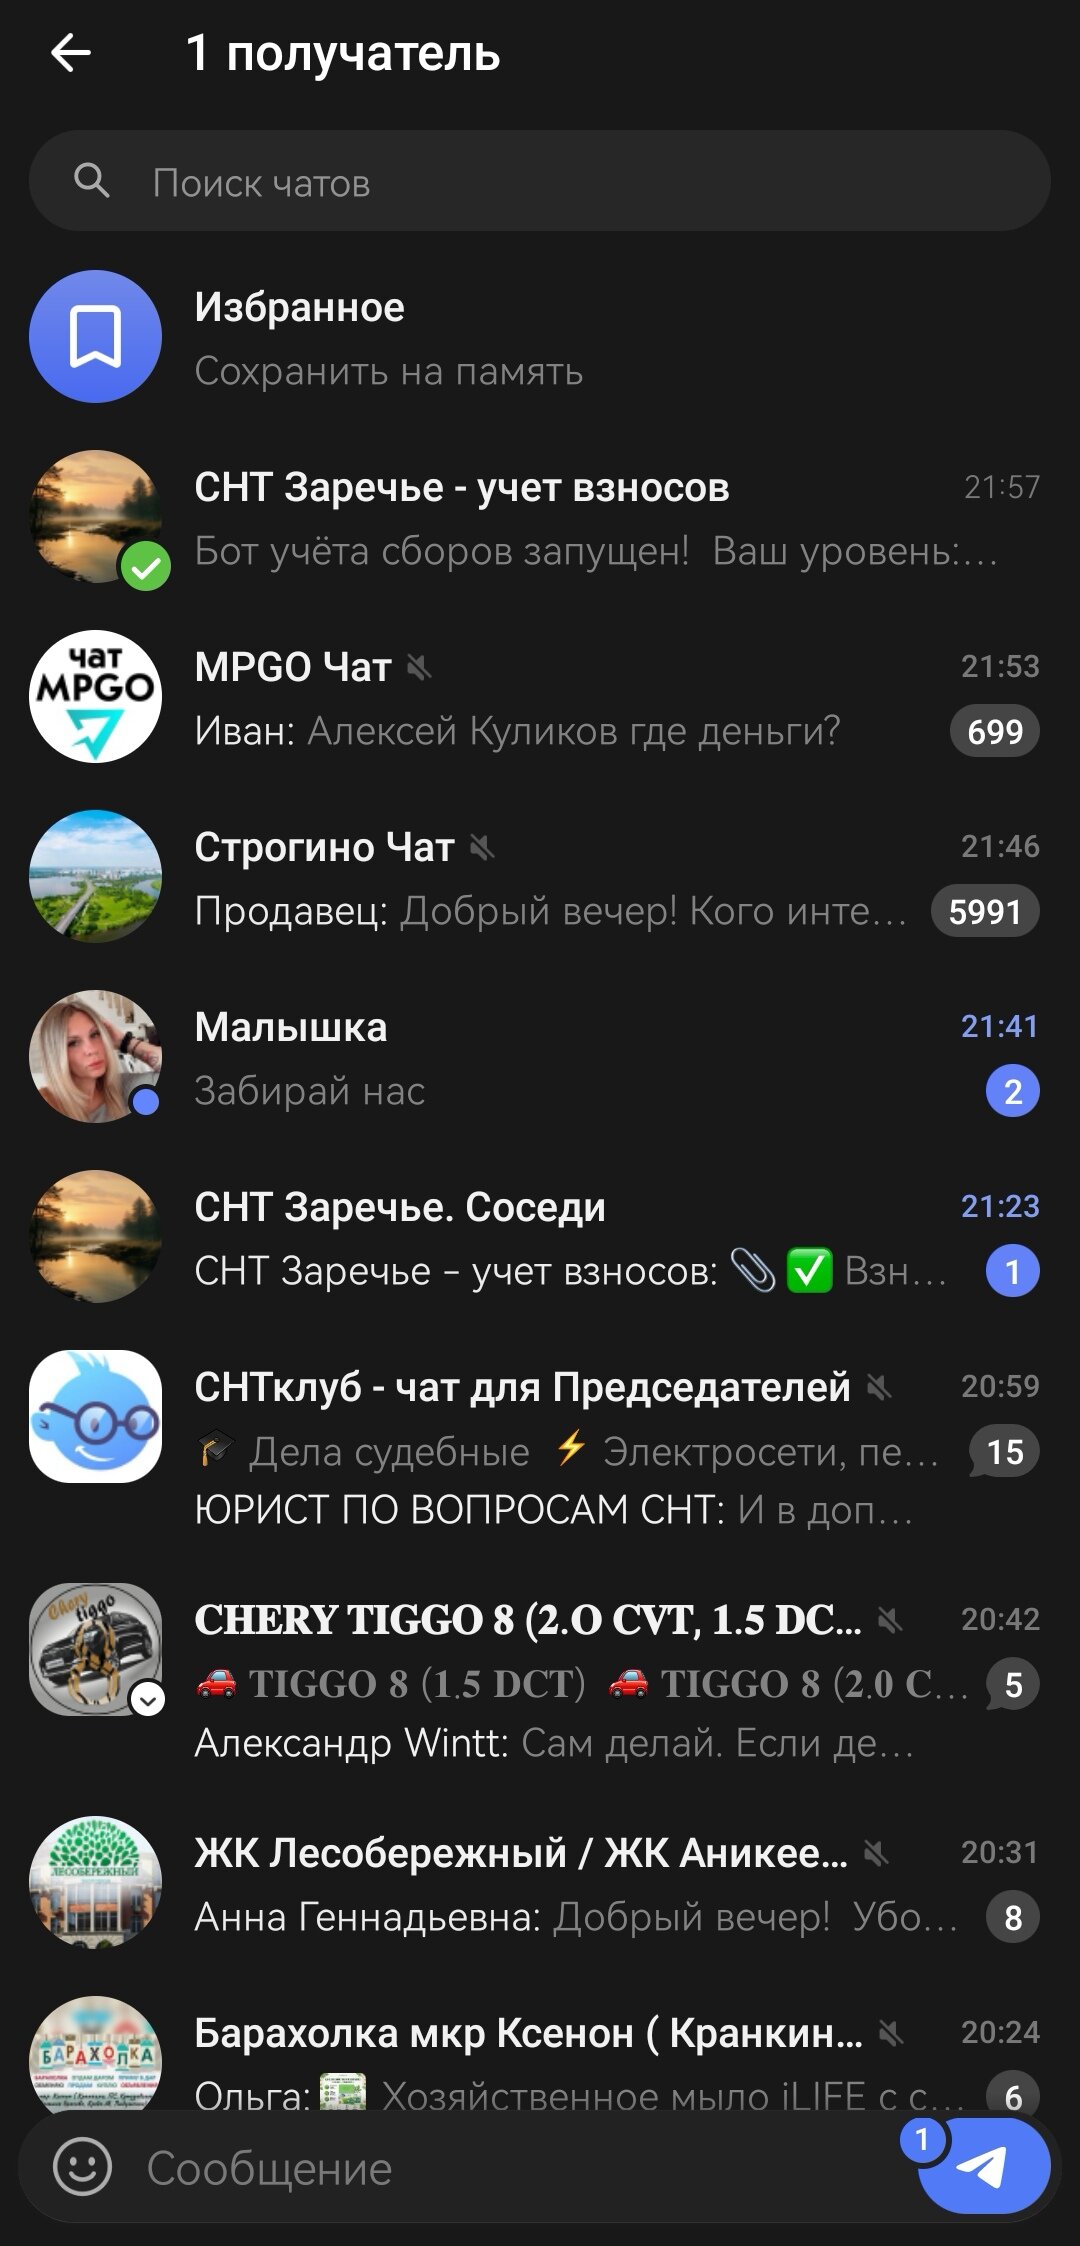 1 получатель
Поиск чатов
Избранное
Сохранить на память
СНТ Заречье - учет взносов 21:57
Бот учёта сборов запущен! Ваш уровень:...
чат
MPGO
MPGO Чат 21:53
Иван: Алексей Куликов где деньги? 699
Строгино Чат 21:46
Продавец: Добрый вечер! Кого инте... 5991
Малышка 21:41
Забирай нас 2
СНТ Заречье. Соседи 21:23
СНТ Заречье - учет взносов: 📎 ✅ Взн... 1
СНТклуб - чат для Председателей 20:59
🎓 Дела судебные ⚡ Электросети, пе... 15
ЮРИСТ ПО ВОПРОСАМ СНТ: И в доп...
Chery
tiggo
CHERY TIGGO 8 (2.O CVT, 1.5 DC... 20:42
🚗 TIGGO 8 (1.5 DCT) 🚗 TIGGO 8 (2.0 C... 5
Александр Wintt: Сам делай. Если де...
ЛЕСОБЕРЕЖНЫЙ
ЖК Лесобережный / ЖК Аникее... 20:31
Анна Геннадьевна: Добрый вечер! Убо... 8
БАРАХОЛКА
Барахолка мкр Ксенон ( Кранкин... 20:24
Ольга: Хозяйственное мыло iLIFE с с... 6
Сообщение 1